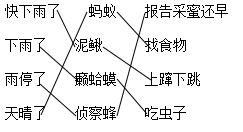 快下雨了 蚂蚁 报告采蜜还早
下雨了 泥鳅 找食物
雨停了 癞蛤蟆 上蹿下跳
天晴了 侦察蜂 吃虫子